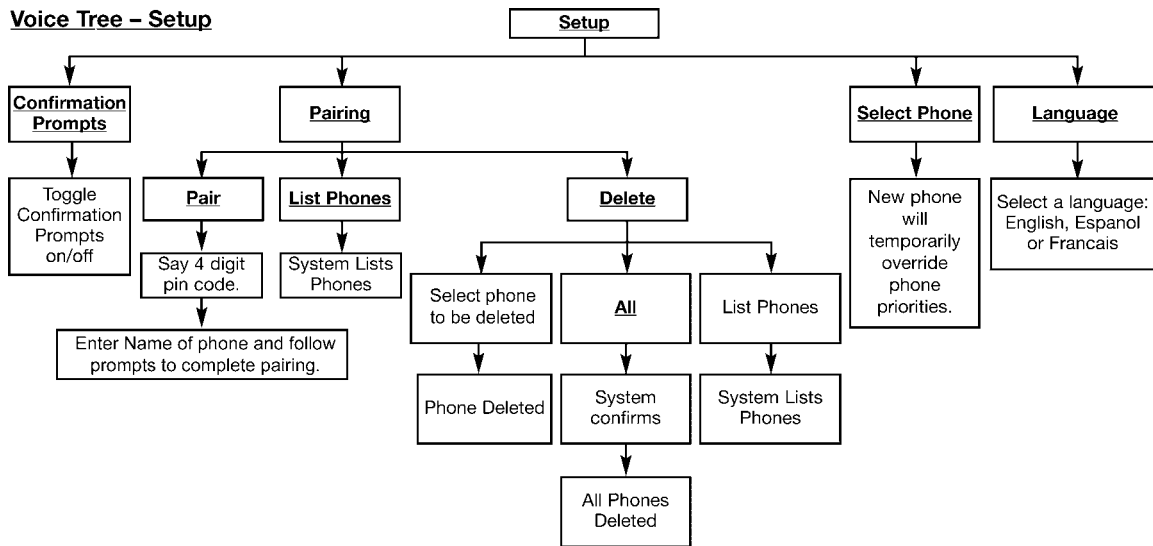 Voice Tree – Setup
Setup
Confirmation
Prompts
Pairing
Select Phone
Language
Toggle
Confirmation
Prompts
on/off
Pair
List Phones
Delete
New phone
will
temporarily
override
phone
priorities.
Select a language:
English, Espanol
or Francais
Say 4 digit
pin code.
System Lists
Phones
Select phone
to be deleted
All
List Phones
Enter Name of phone and follow
prompts to complete pairing.
Phone Deleted
System
confirms
System Lists
Phones
All Phones
Deleted